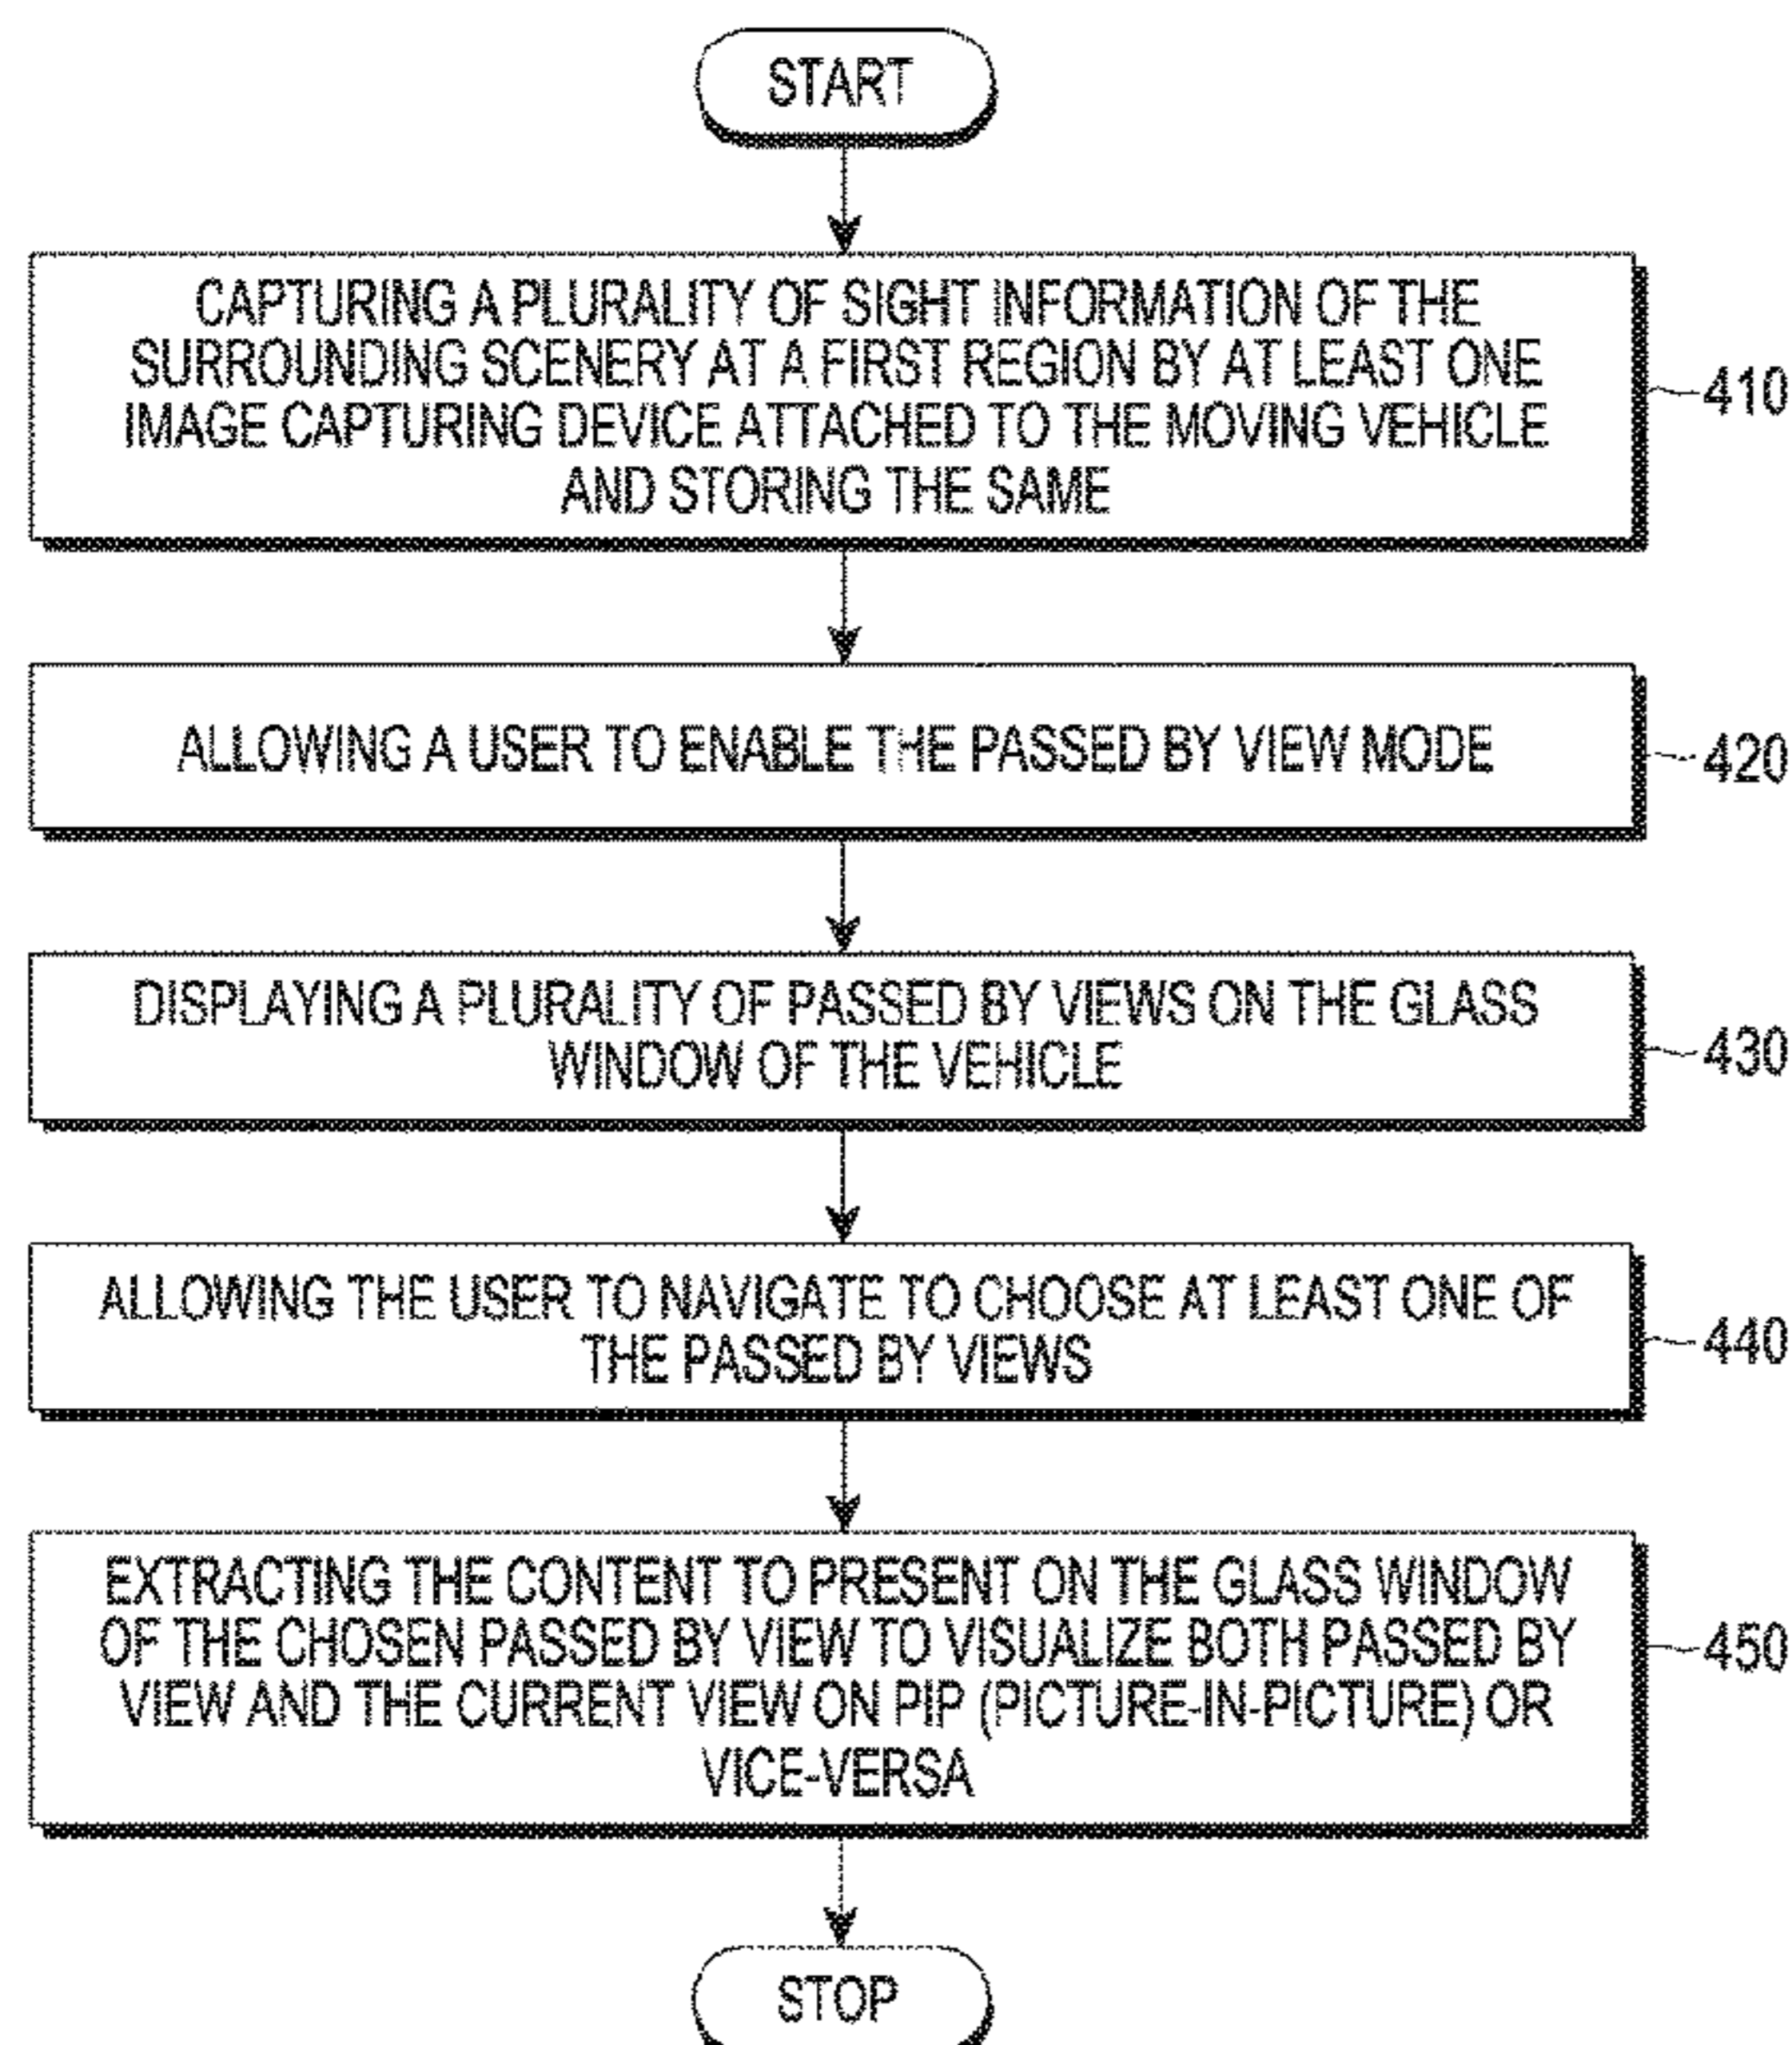 START
CAPTURING A PLURALITY OF SIGHT INFORMATION OF THE
SURROUNDING SCENERY AT A FIRST REGION BY AT LEAST ONE
IMAGE CAPTURING DEVICE ATTACHED TO THE MOVING VEHICLE
AND STORING THE SAME
410
ALLOWING A USER TO ENABLE THE PASSED BY VIEW MODE
420
DISPLAYING A PLURALITY OF PASSED BY VIEWS ON THE GLASS
WINDOW OF THE VEHICLE
430
ALLOWING THE USER TO NAVIGATE TO CHOOSE AT LEAST ONE OF
THE PASSED BY VIEWS
440
EXTRACTING THE CONTENT TO PRESENT ON THE GLASS WINDOW
OF THE CHOSEN PASSED BY VIEW TO VISUALIZE BOTH PASSED BY
VIEW AND THE CURRENT VIEW ON PIP (PICTURE-IN-PICTURE) OR
VICE-VERSA
450
STOP